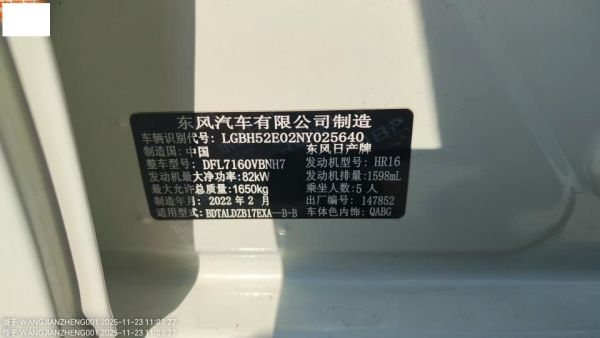 东风汽车有限公司制造
车辆识别代号: LGBH52E02NY025640
制造国: 中国 东风日产牌
整车型号: DFL7160VBNH7 发动机型号: HR16
发动机最大净功率: 82kW 发动机排量: 1598mL
最大允许总质量: 1650kg 乘坐人数: 5 人
制造年月: 2022 年 2 月 出厂编号: 147852
适用型式: BDTALDZB17EXA--B-B 车体色内饰: QABG
WANGJIANZHENG001 2025-11-23 11:03:27
传于:WANGJIANZHENG001 2025-11-23 11:03:27